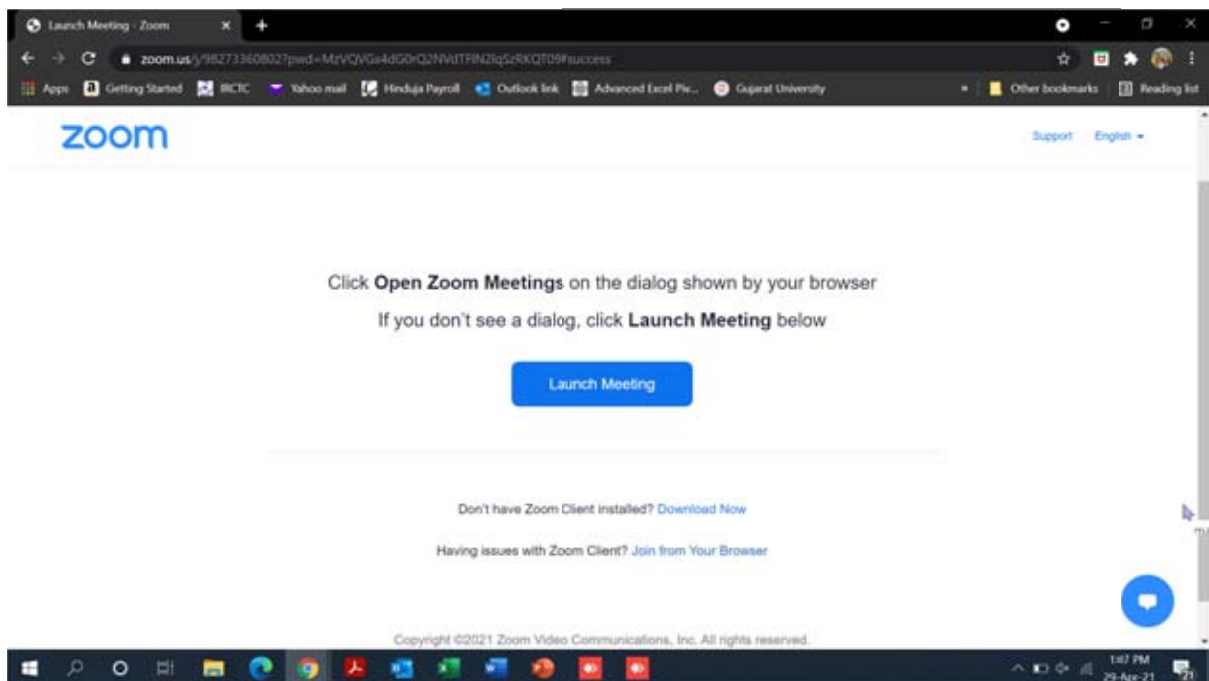 Launch Meeting - Zoom
zoom.us
Apps Getting Started IRCTC Yahoo mail Hinduja Payroll Outlook link Advanced Excel Piv... Gujarat University » Other bookmarks Reading list
zoom
Support English
Click Open Zoom Meetings on the dialog shown by your browser
If you don't see a dialog, click Launch Meeting below
Launch Meeting
Don't have Zoom Client installed? Download Now
Having issues with Zoom Client? Join from Your Browser
Copyright ©2021 Zoom Video Communications, Inc. All rights reserved.
1:47 PM
29-Apr-21